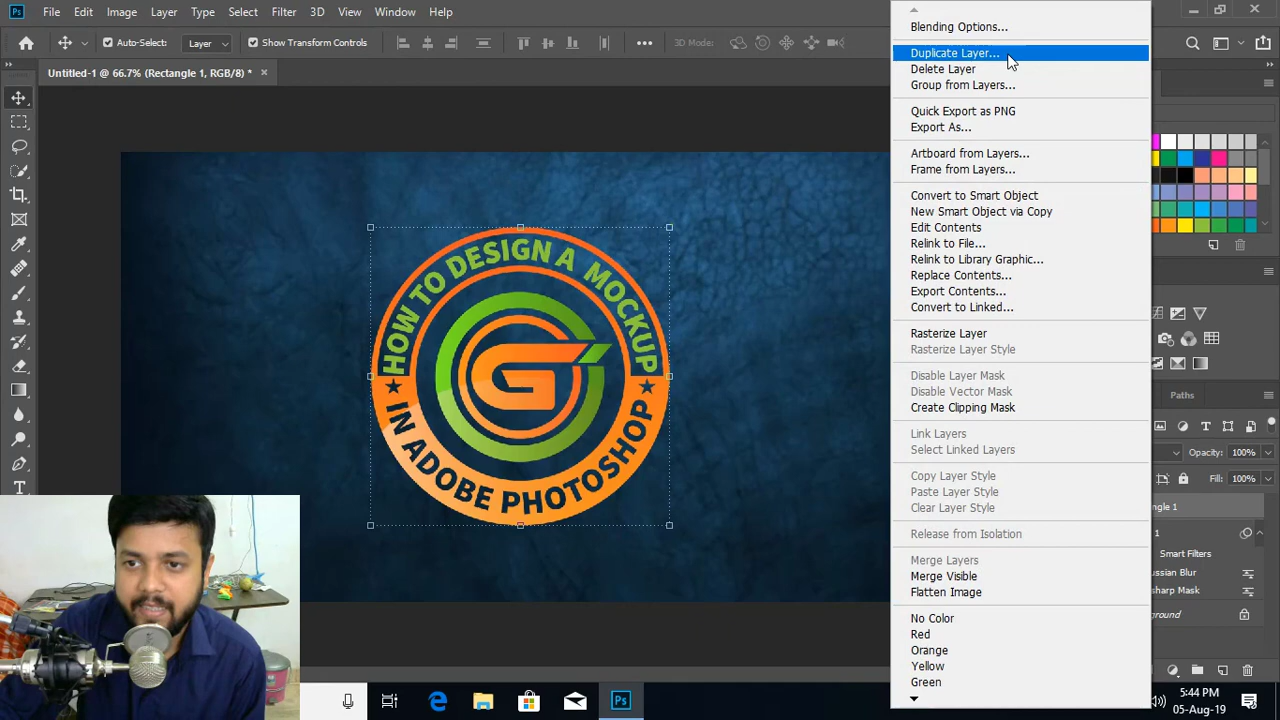 Ps File Edit Image Layer Type Select Filter 3D View Window Help
Auto-Select: Layer Show Transform Controls 3D Mode:
Untitled-1 @ 66.7% (Rectangle 1, RGB/8) *
HOW TO DESIGN A MOCKUP
IN ADOBE PHOTOSHOP
G
Blending Options...
Duplicate Layer...
Delete Layer
Group from Layers...
Quick Export as PNG
Export As...
Artboard from Layers...
Frame from Layers...
Convert to Smart Object
New Smart Object via Copy
Edit Contents
Relink to File...
Relink to Library Graphic...
Replace Contents...
Export Contents...
Convert to Linked...
Rasterize Layer
Rasterize Layer Style
Disable Layer Mask
Disable Vector Mask
Create Clipping Mask
Link Layers
Select Linked Layers
Copy Layer Style
Paste Layer Style
Clear Layer Style
Release from Isolation
Merge Layers
Merge Visible
Flatten Image
No Color
Red
Orange
Yellow
Green
Paths
Opacity: 100%
Fill: 100%
ngle 1
1
Smart Filters
ussian Blur
sharp Mask
ground
Ps
5:44 PM
05-Aug-19